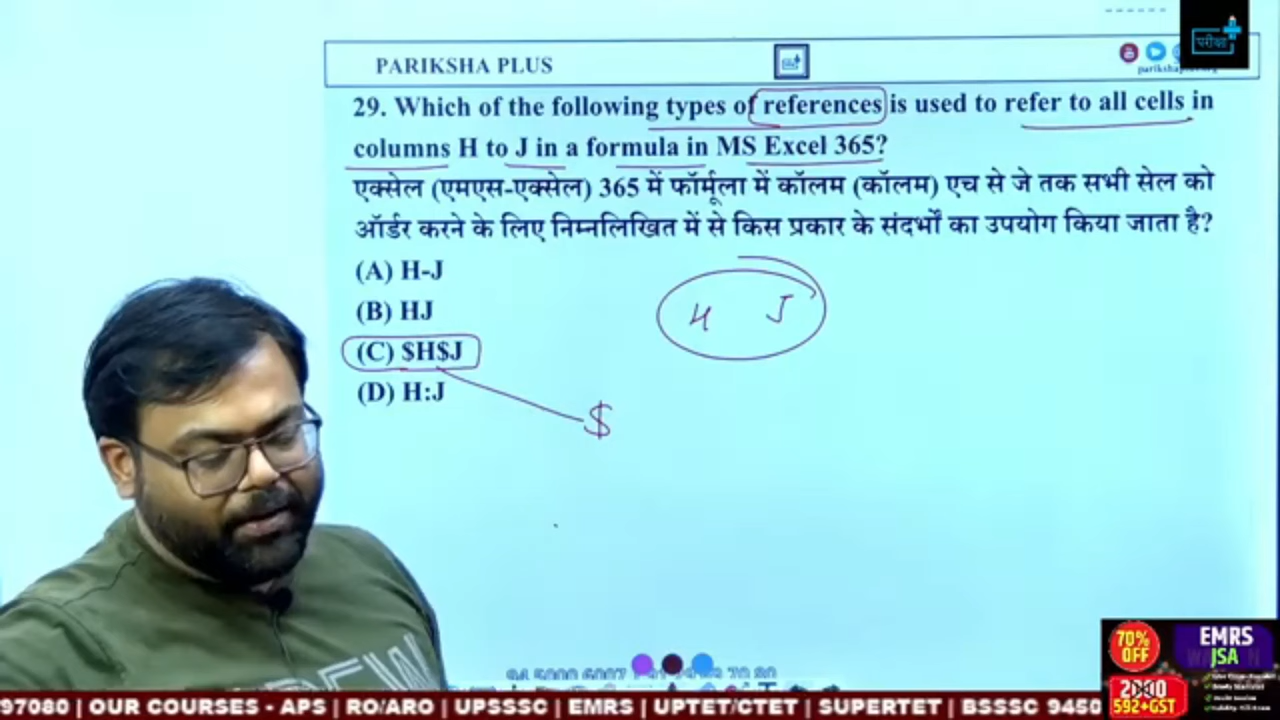 परीक्षा
PARIKSHA PLUS
29. Which of the following types of references is used to refer to all cells in
columns H to J in a formula in MS Excel 365?
एक्सेल (एमएस-एक्सेल) 365 में फॉर्मूला में कॉलम (कॉलम) एच से जे तक सभी सेल को
ऑर्डर करने के लिए निम्नलिखित में से किस प्रकार के संदर्भों का उपयोग किया जाता है?
(A) H-J
(B) HJ
(C) $H$J
(D) H:J
H J
$
70%
OFF
EMRS
JSA
2000
592+GST
97080 | OUR COURSES - APS | RO/ARO | UPSSSC | EMRS | UPTET/CTET | SUPERTET | BSSSC 9450